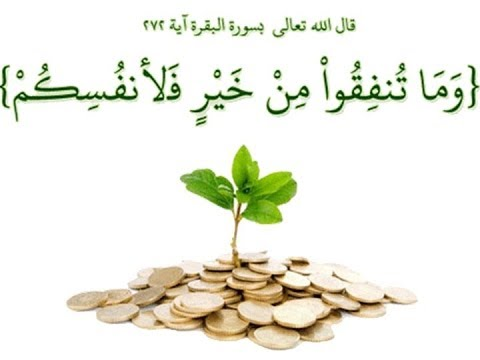 قال الله تعالى بسورة البقرة آية ٢٧٢
{وَمَا تُنفِقُواْ مِنْ خَيْرٍ فَلأنفُسِكُمْ}